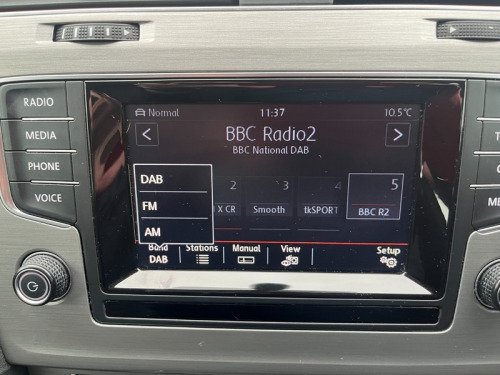 RADIO
MEDIA
PHONE
VOICE
Normal
11:37
10.5°C
BBC Radio2
BBC National DAB
DAB
FM
AM
2
3
4
5
X CR
Smooth
tkSPORT
BBC R2
Band
DAB
Stations
Manual
View
Setup
T
C
ME